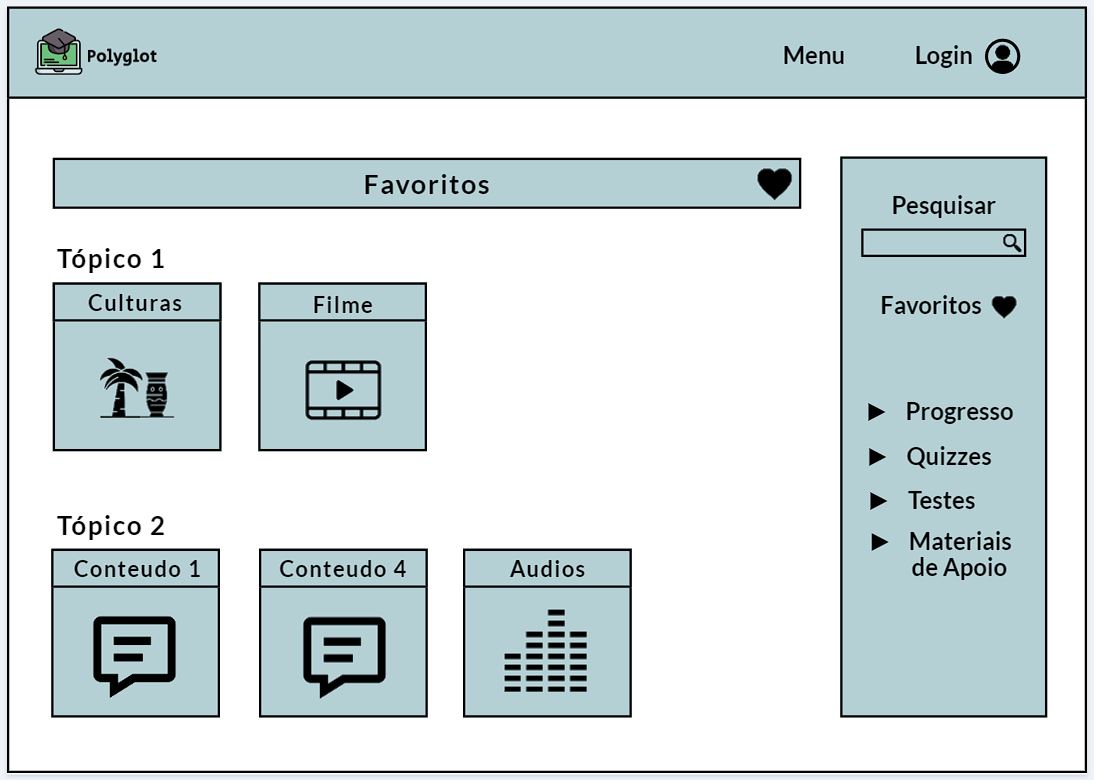 Polyglot
Menu
Login
Favoritos
Tópico 1
Culturas
Filme
Tópico 2
Conteudo 1
Conteudo 4
Audios
Pesquisar
Favoritos
Progresso
Quizzes
Testes
Materiais
de Apoio